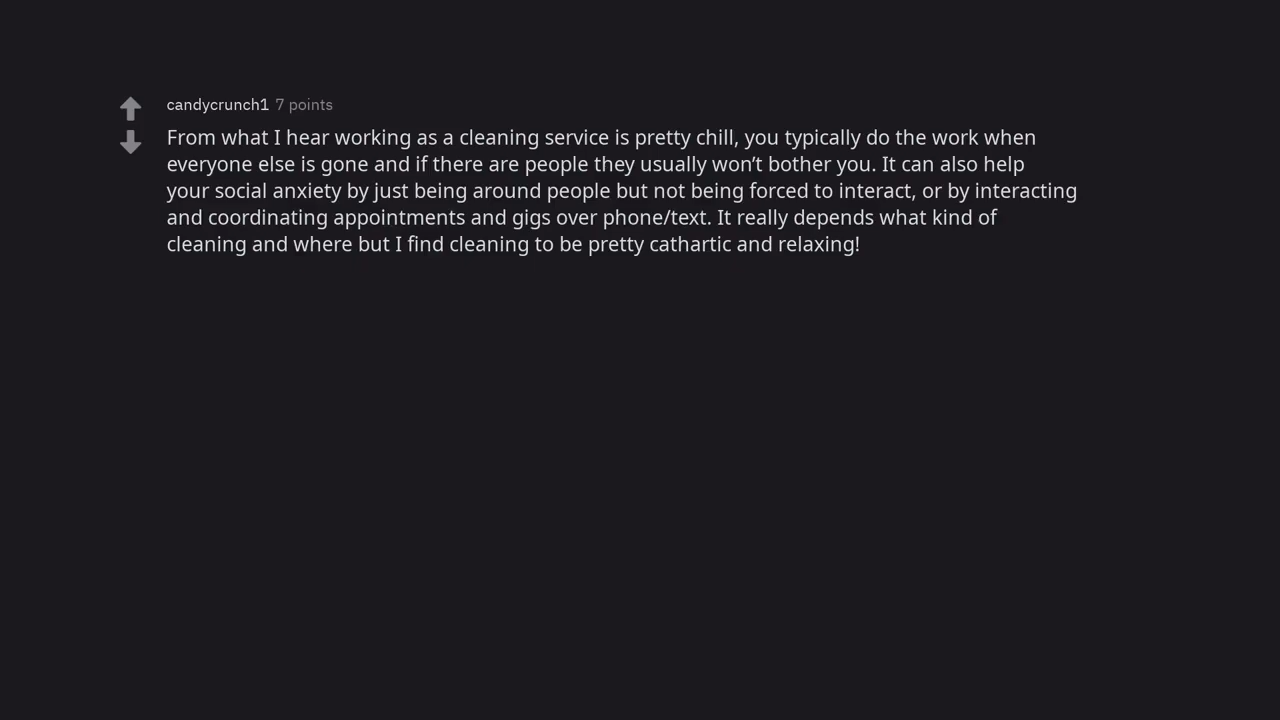 candycrunch1 7 points
From what I hear working as a cleaning service is pretty chill, you typically do the work when
everyone else is gone and if there are people they usually won’t bother you. It can also help
your social anxiety by just being around people but not being forced to interact, or by interacting
and coordinating appointments and gigs over phone/text. It really depends what kind of
cleaning and where but I find cleaning to be pretty cathartic and relaxing!